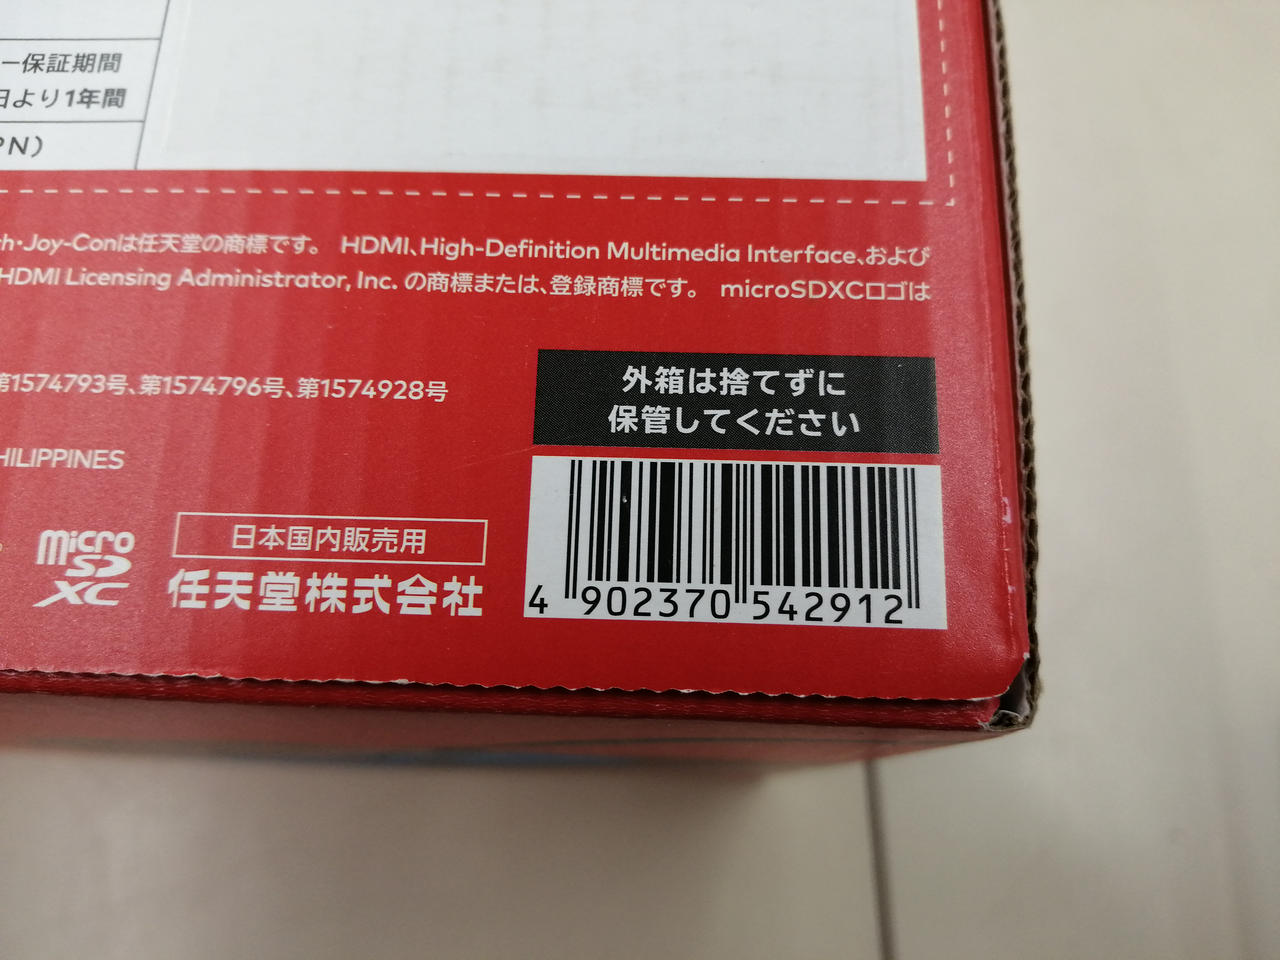 ー保証期間
日より1年間
PN）
ch・Joy-Conは任天堂の商標です。 HDMI、High-Definition Multimedia Interface、および
HDMI Licensing Administrator, Inc. の商標または、登録商標です。 microSDXCロゴは
第1574793号、第1574796号、第1574928号
HILIPPINES
外箱は捨てずに
保管してください
micro
SD
XC
日本国内販売用
任天堂株式会社
4 902370 542912